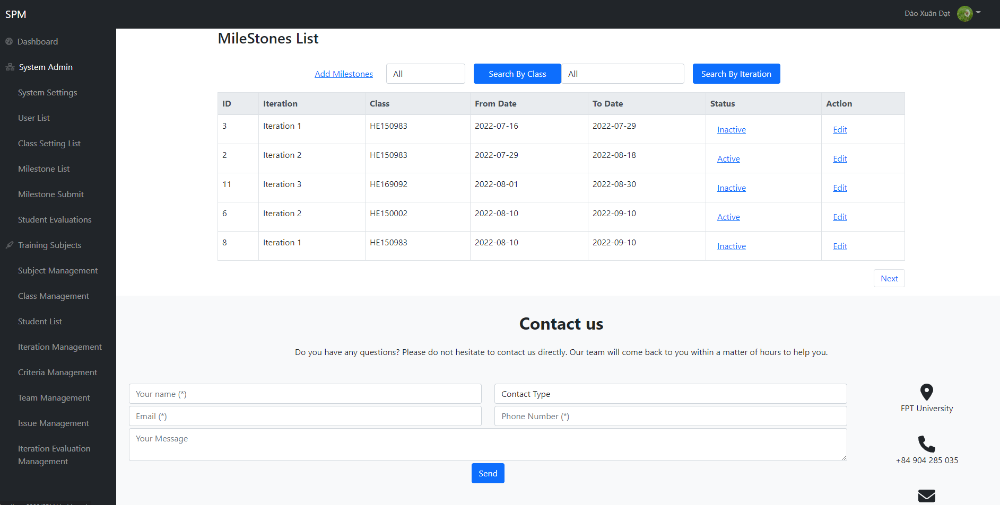 SPM
Đào Xuân Đạt
Dashboard
System Admin
System Settings
User List
Class Setting List
Milestone List
Milestone Submit
Student Evaluations
Training Subjects
Subject Management
Class Management
Student List
Iteration Management
Criteria Management
Team Management
Issue Management
Iteration Evaluation
Management
MileStones List
Add Milestones All Search By Class All Search By Iteration
ID Iteration Class From Date To Date Status Action
3 Iteration 1 HE150983 2022-07-16 2022-07-29 Inactive Edit
2 Iteration 2 HE150983 2022-07-29 2022-08-18 Active Edit
11 Iteration 3 HE169092 2022-08-01 2022-08-30 Inactive Edit
6 Iteration 2 HE150002 2022-08-10 2022-09-10 Active Edit
8 Iteration 1 HE150983 2022-08-10 2022-09-10 Inactive Edit
Next
Contact us
Do you have any questions? Please do not hesitate to contact us directly. Our team will come back to you within a matter of hours to help you.
Your name (*) Contact Type
Email (*) Phone Number (*)
Your Message
Send
FPT University
+84 904 285 035